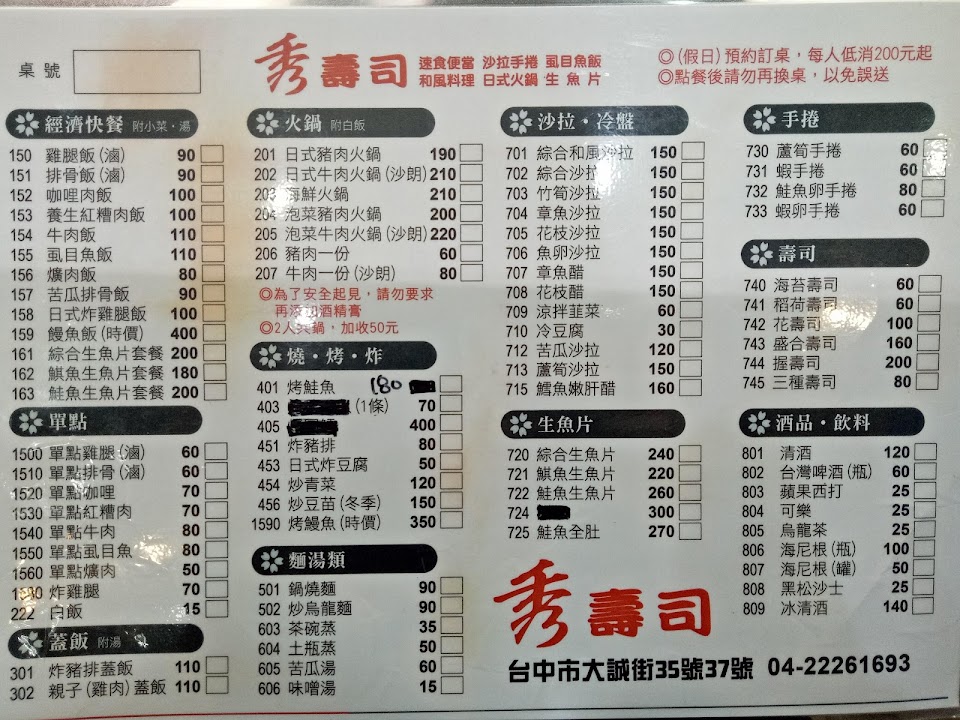 桌號
秀壽司
速食便當 沙拉手捲 虱目魚飯
和風料理 日式火鍋 生魚片
◎(假日)預約訂桌，每人低消200元起
◎點餐後請勿再換桌，以免誤送
經濟快餐 附小菜·湯
150 雞腿飯(滷) 90
151 排骨飯(滷) 90
152 咖哩肉飯 100
153 養生紅糟肉飯 100
154 牛肉飯 110
155 虱目魚飯 110
156 爌肉飯 80
157 苦瓜排骨飯 90
158 日式炸雞腿飯 100
159 鰻魚飯(時價) 400
161 綜合生魚片套餐 200
162 鯕魚生魚片套餐 180
163 鮭魚生魚片套餐 200
單點
1500 單點雞腿(滷) 60
1510 單點排骨(滷) 60
1520 單點咖哩 70
1530 單點紅糟肉 70
1540 單點牛肉 80
1550 單點虱目魚 80
1560 單點爌肉 50
炸雞腿 70
222 白飯 15
蓋飯 附湯
301 炸豬排蓋飯 110
302 親子(雞肉)蓋飯 110
火鍋 附白飯
201 日式豬肉火鍋 190
202 日式牛肉火鍋(沙朗) 210
203 海鮮火鍋 210
204 泡菜豬肉火鍋 200
205 泡菜牛肉火鍋(沙朗) 220
206 豬肉一份 60
207 牛肉一份(沙朗) 80
◎為了安全起見，請勿要求
再添加酒精膏
◎2人共鍋，加收50元
燒·烤·炸
401 烤鮭魚 180
403 (1條) 70
405 400
451 炸豬排 80
453 日式炸豆腐 50
454 炒青菜 120
456 炒豆苗(冬季) 150
1590 烤鰻魚(時價) 350
麵湯類
501 鍋燒麵 90
502 炒烏龍麵 90
603 茶碗蒸 35
604 土瓶蒸 50
605 苦瓜湯 60
606 味噌湯 15
沙拉·冷盤
701 綜合和風沙拉 150
702 綜合沙拉 150
703 竹筍沙拉 150
704 章魚沙拉 150
705 花枝沙拉 150
706 魚卵沙拉 150
707 章魚醋 150
708 花枝醋 150
709 涼拌韭菜 60
710 冷豆腐 30
712 苦瓜沙拉 120
713 蘆筍沙拉 150
715 鱈魚嫩肝醋 160
生魚片
720 綜合生魚片 240
721 鯕魚生魚片 220
722 鮭魚生魚片 260
724 300
725 鮭魚全肚 270
手捲
730 蘆筍手捲 60
731 蝦手捲 60
732 鮭魚卵手捲 80
733 蝦卵手捲 60
壽司
740 海苔壽司 60
741 稻荷壽司 60
742 花壽司 100
743 盛合壽司 160
744 握壽司 200
745 三種壽司 80
酒品·飲料
801 清酒 120
802 台灣啤酒(瓶) 60
803 蘋果西打 25
804 可樂 25
805 烏龍茶 25
806 海尼根(瓶) 100
807 海尼根(罐) 50
808 黑松沙士 25
809 冰清酒 140
秀壽司
台中市大誠街35號37號 04-22261693